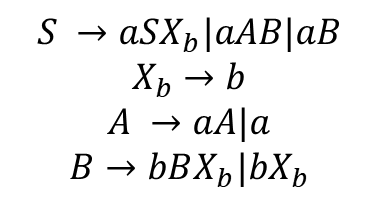 S → aSX_b|aAB|aB
X_b → b
A → aA|a
B → bBX_b|bX_b